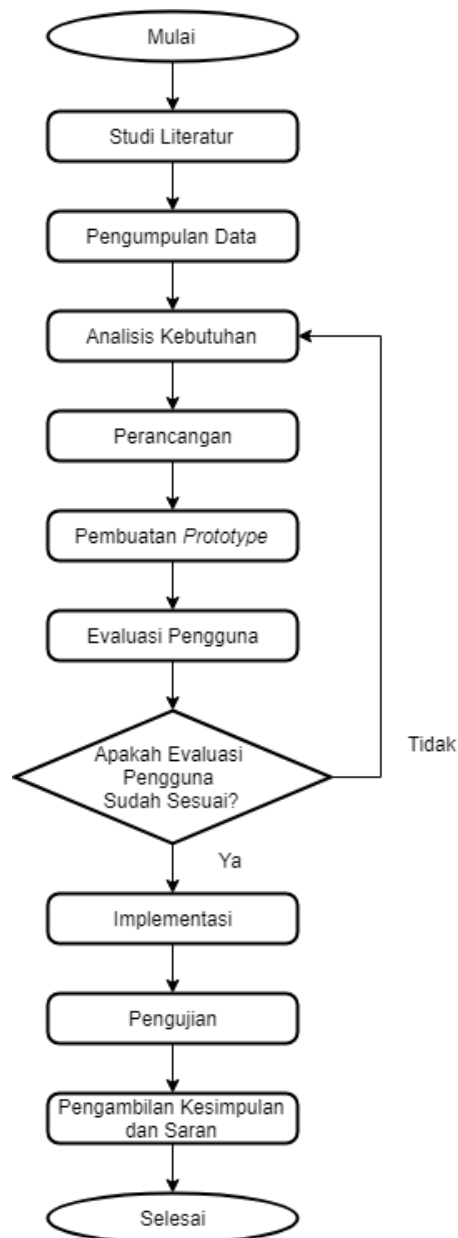 Mulai
Studi Literatur
Pengumpulan Data
Analisis Kebutuhan
Perancangan
Pembuatan Prototype
Evaluasi Pengguna
Apakah Evaluasi
Pengguna
Sudah Sesuai?
Tidak
Ya
Implementasi
Pengujian
Pengambilan Kesimpulan
dan Saran
Selesai